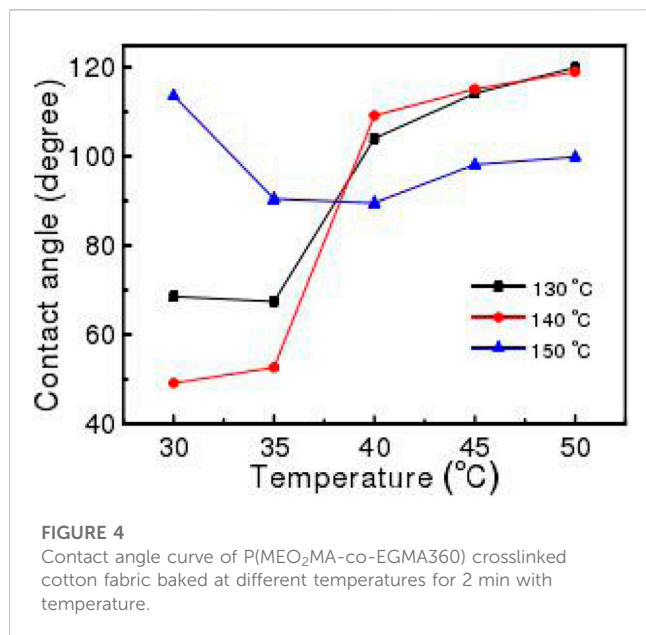 120
100
80
60
40
Contact angle (degree)
130 °C
140 °C
150 °C
30 35 40 45 50
Temperature (°C)
FIGURE 4
Contact angle curve of P(MEO₂MA-co-EGMA360) crosslinked
cotton fabric baked at different temperatures for 2 min with
temperature.